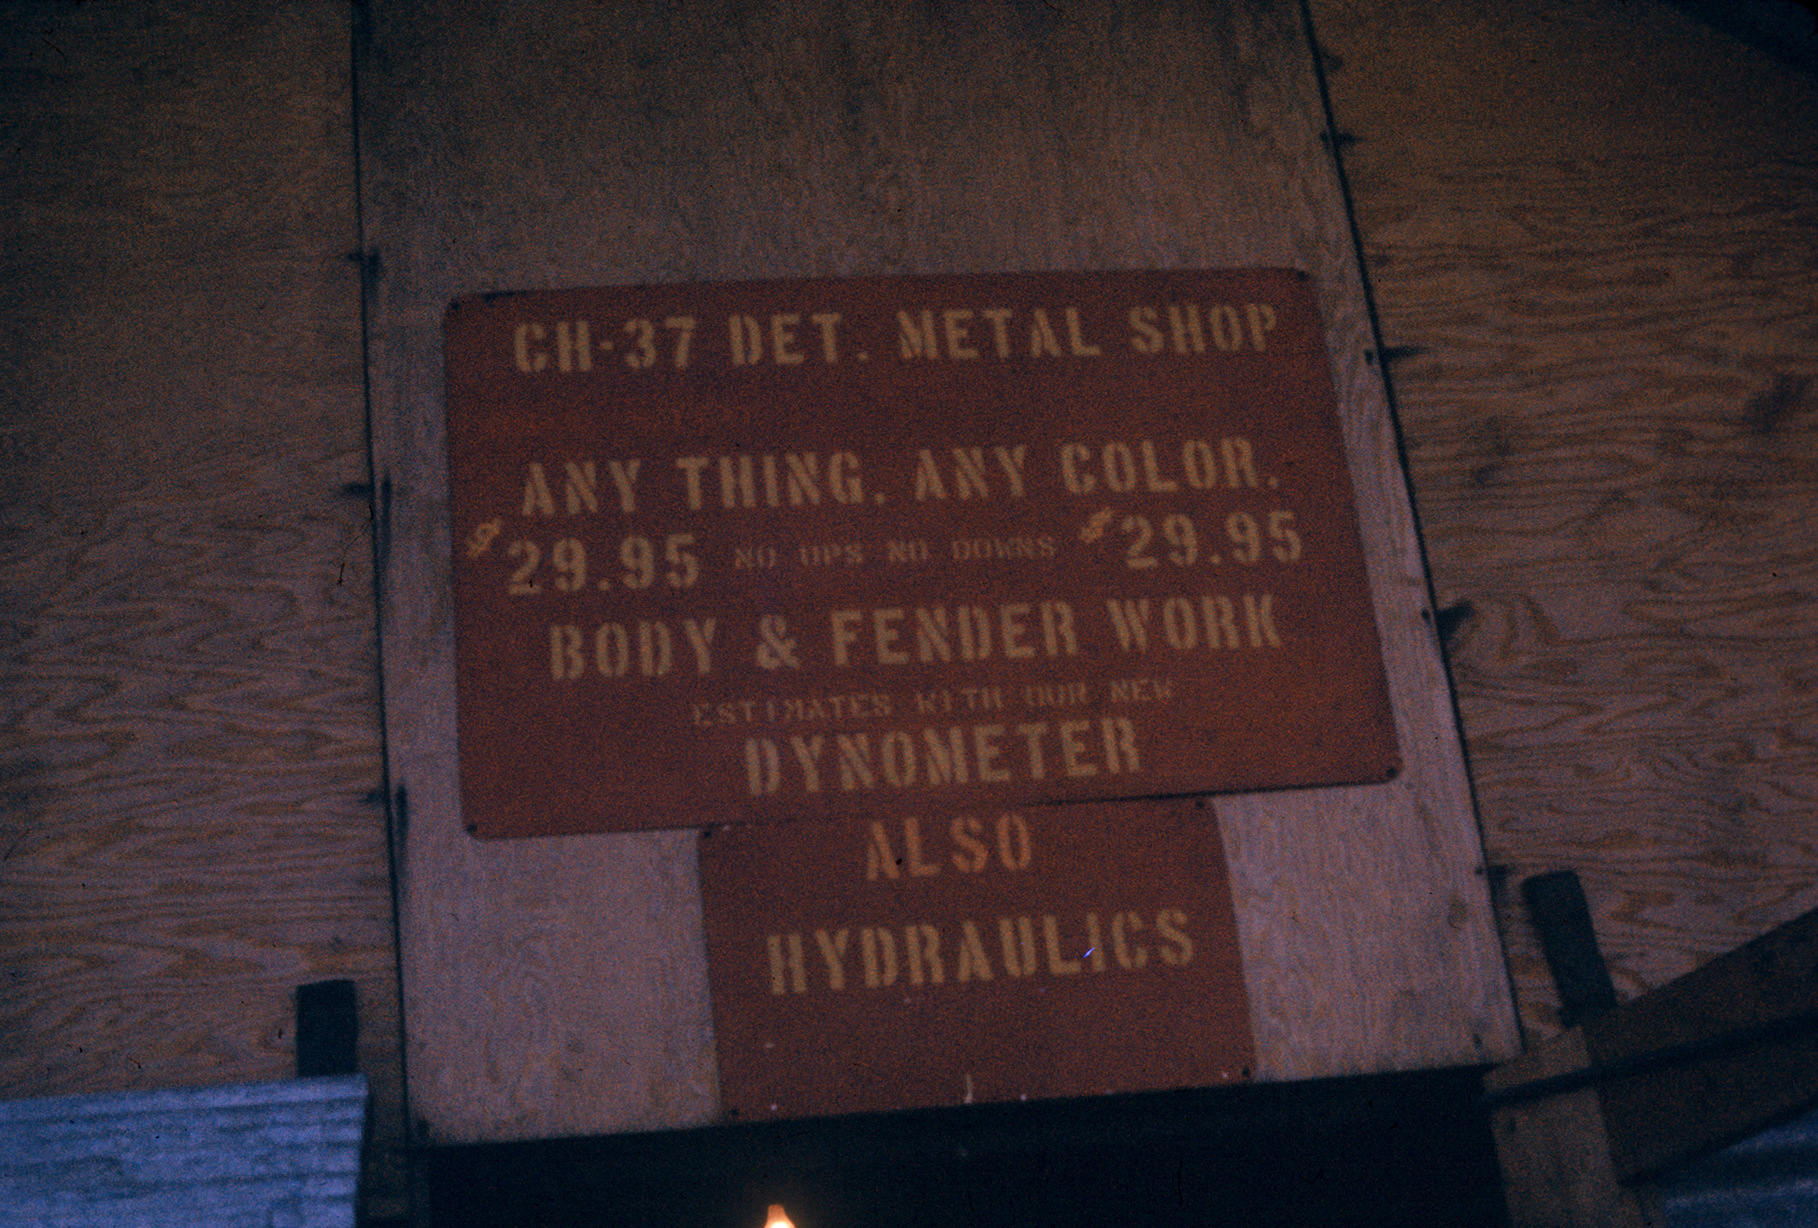 CH-37 DET. METAL SHOP
ANY THING. ANY COLOR.
$29.95 NO UPS NO DOWNS $29.95
BODY & FENDER WORK
ESTIMATES WITH OUR NEW
DYNOMETER
ALSO
HYDRAULICS